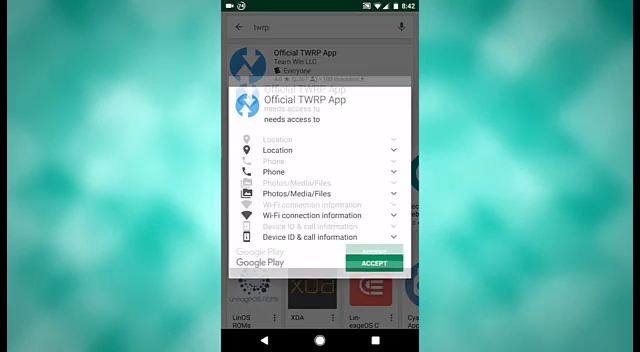 74
8:42
twrp
Official TWRP App
Team Win LLC
Everyone
Official TWRP App
Official TWRP App
needs access to
needs access to
Location
Location
Phone
Phone
Photos/Media/Files
Photos/Media/Files
Wi-Fi connection information
Wi-Fi connection information
Device ID & call information
Device ID & call information
Google Play
Google Play
ACCEPT
LinOS
ROMs
XDA
Lin-
eageOS C